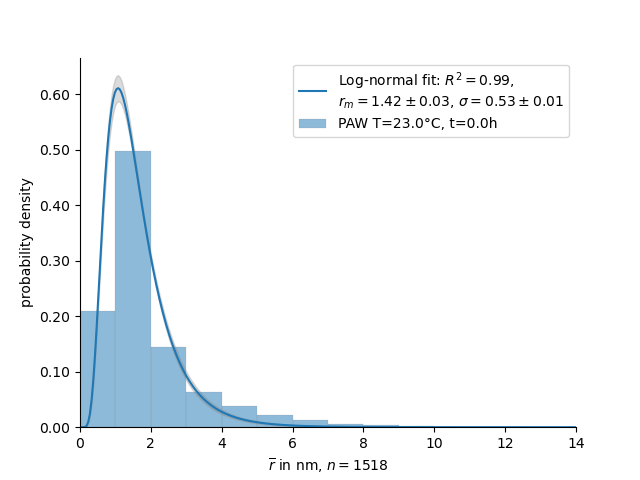 Log-normal fit: R² = 0.99,
r_m = 1.42 ± 0.03, σ = 0.53 ± 0.01
PAW T=23.0°C, t=0.0h
probability density
0.60
0.50
0.40
0.30
0.20
0.10
0.00
0 2 4 6 8 10 12 14
r̅ in nm, n = 1518